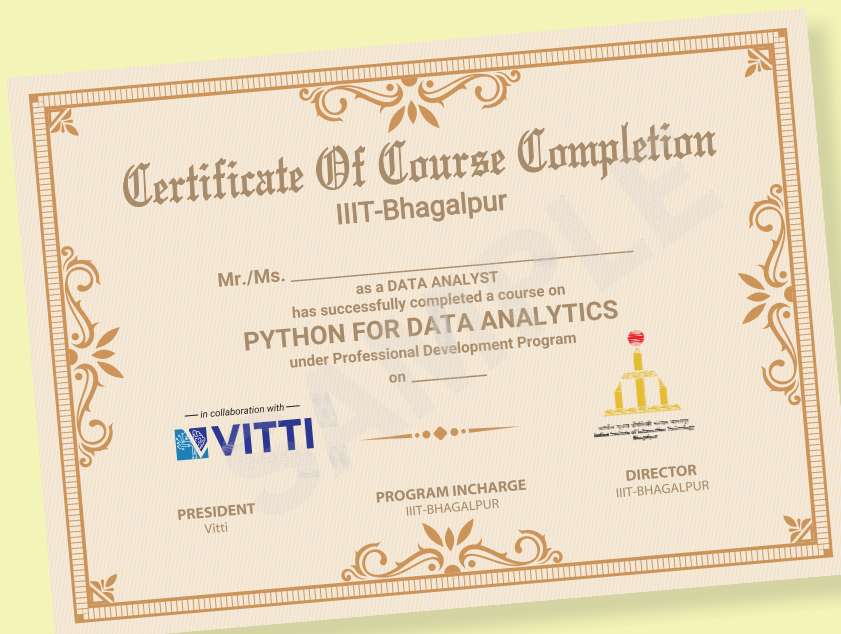 Certificate Of Course Completion
IIIT-Bhagalpur
Mr./Ms. ____________________
as a DATA ANALYST
has successfully completed a course on
PYTHON FOR DATA ANALYTICS
under Professional Development Program
on ________
in collaboration with
VITTI
PRESIDENT
Vitti
PROGRAM INCHARGE
IIIT-BHAGALPUR
DIRECTOR
IIIT-BHAGALPUR
SAMPLE